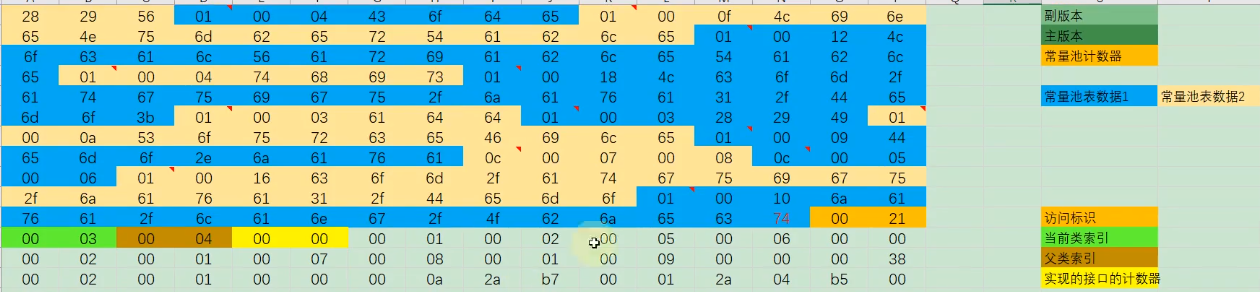 28 29 56 01 00 04 43 6f 64 65 01 00 0f 4c 69 6e 副版本
65 4e 75 6d 62 65 72 54 61 62 6c 65 01 00 12 4c 主版本
6f 63 61 6c 56 61 72 69 61 62 6c 65 54 61 62 6c 常量池计数器
65 01 00 04 74 68 69 73 01 00 18 4c 63 6f 6d 2f
61 74 67 75 69 67 75 2f 6a 61 76 61 31 2f 44 65 常量池表数据1 常量池表数据2
6d 6f 3b 01 00 03 61 64 64 01 00 03 28 29 49 01
00 0a 53 6f 75 72 63 65 46 69 6c 65 01 00 09 44
65 6d 6f 2e 6a 61 76 61 0c 00 07 00 08 0c 00 05
00 06 01 00 16 63 6f 6d 2f 61 74 67 75 69 67 75
2f 6a 61 76 61 31 2f 44 65 6d 6f 01 00 10 6a 61
76 61 2f 6c 61 6e 67 2f 4f 62 6a 65 63 74 00 21 访问标识
00 03 00 04 00 00 00 01 00 02 00 05 00 06 00 00 当前类索引
00 02 00 01 00 07 00 08 00 01 00 09 00 00 00 38 父类索引
00 02 00 01 00 00 00 0a 2a b7 00 01 2a 04 b5 00 实现的接口的计数器